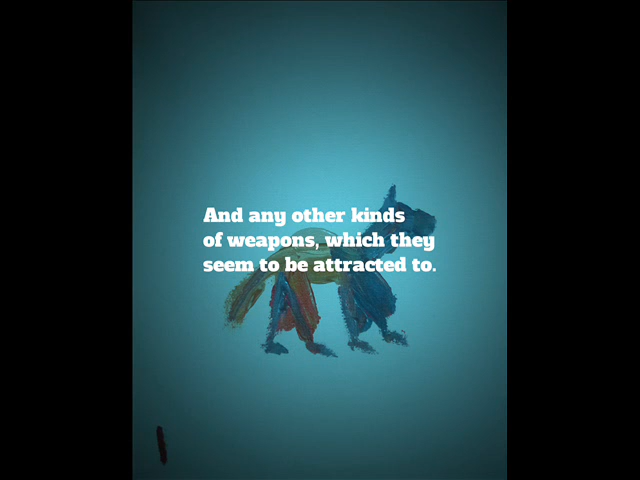 And any other kinds
of weapons, which they
seem to be attracted to.